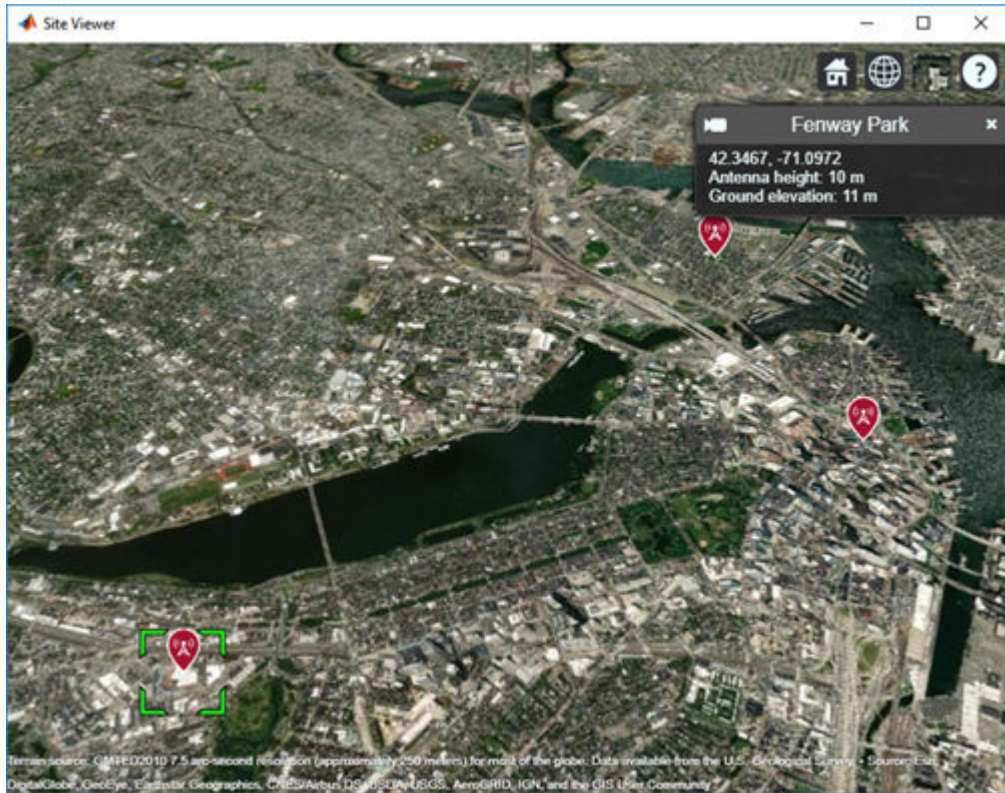 Site Viewer
?
Fenway Park
42.3467, -71.0972
Antenna height: 10 m
Ground elevation: 11 m
Terrain source: GMTED2010 7.5 arc-second resolution (approximately 250 meters) for most of the globe. Data available from the U.S. Geological Survey. • Source: Esri,
DigitalGlobe, GeoEye, Earthstar Geographics, CNES/Airbus DS, USDA, USGS, AeroGRID, IGN, and the GIS User Community